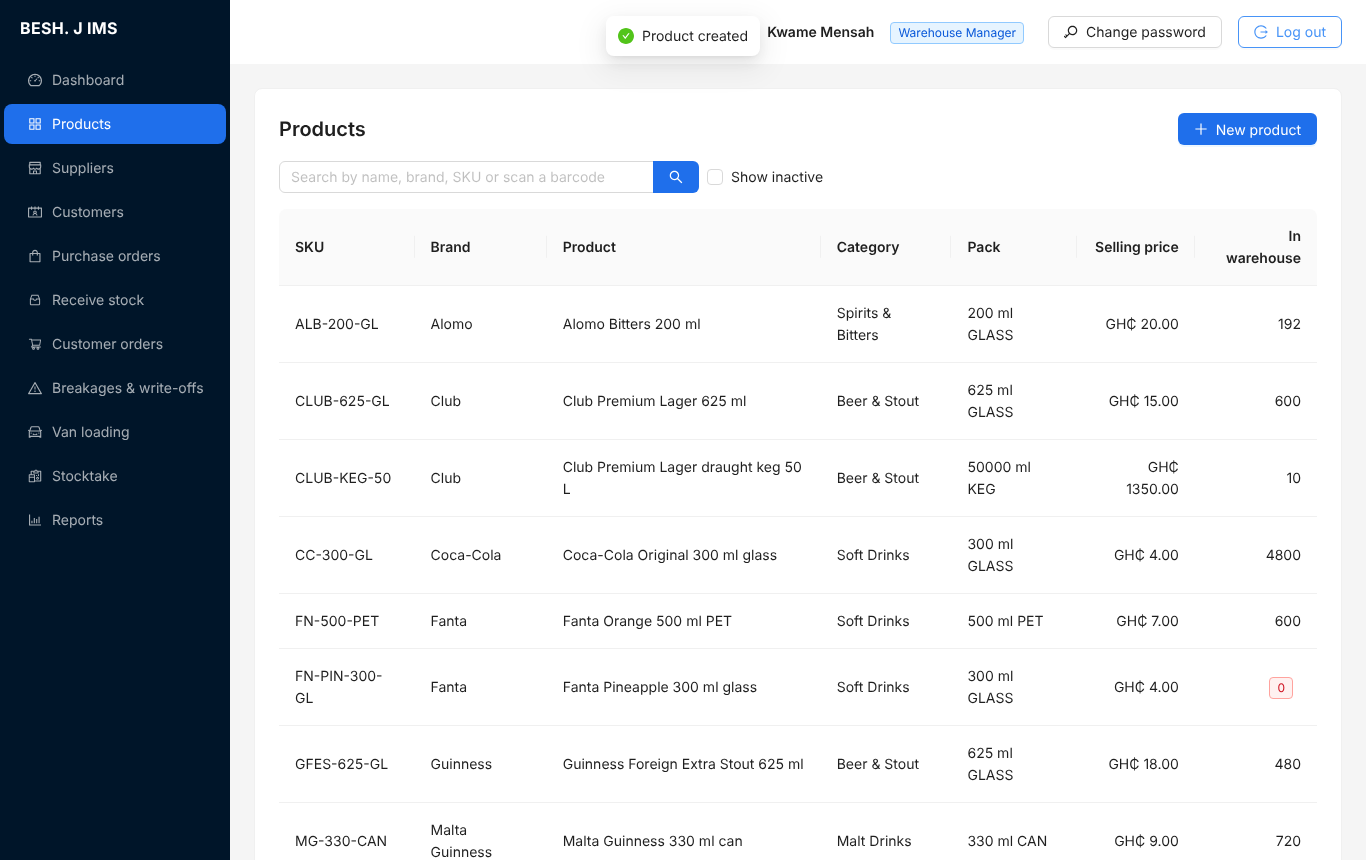 BESH. J IMS
Product created
Kwame Mensah
Warehouse Manager
Change password
Log out
Dashboard
Products
Suppliers
Customers
Purchase orders
Receive stock
Customer orders
Breakages & write-offs
Van loading
Stocktake
Reports
Products
New product
Search by name, brand, SKU or scan a barcode
Show inactive
SKU Brand Product Category Pack Selling price In
warehouse
ALB-200-GL Alomo Alomo Bitters 200 ml Spirits &
Bitters 200 ml
GLASS GH₵ 20.00 192
CLUB-625-GL Club Club Premium Lager 625 ml Beer & Stout 625 ml
GLASS GH₵ 15.00 600
CLUB-KEG-50 Club Club Premium Lager draught keg 50
L Beer & Stout 50000 ml
KEG GH₵
1350.00 10
CC-300-GL Coca-Cola Coca-Cola Original 300 ml glass Soft Drinks 300 ml
GLASS GH₵ 4.00 4800
FN-500-PET Fanta Fanta Orange 500 ml PET Soft Drinks 500 ml PET GH₵ 7.00 600
FN-PIN-300-
GL Fanta Fanta Pineapple 300 ml glass Soft Drinks 300 ml
GLASS GH₵ 4.00 0
GFES-625-GL Guinness Guinness Foreign Extra Stout 625 ml Beer & Stout 625 ml
GLASS GH₵ 18.00 480
MG-330-CAN Malta
Guinness Malta Guinness 330 ml can Malt Drinks 330 ml CAN GH₵ 9.00 720